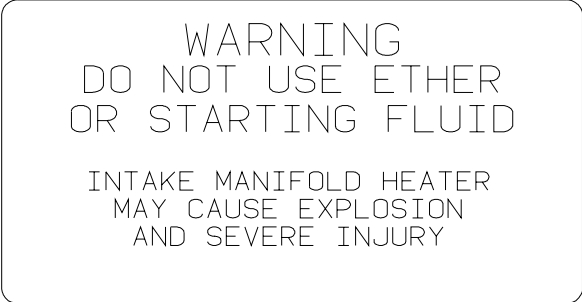 WARNING
DO NOT USE ETHER
OR STARTING FLUID
INTAKE MANIFOLD HEATER
MAY CAUSE EXPLOSION
AND SEVERE INJURY